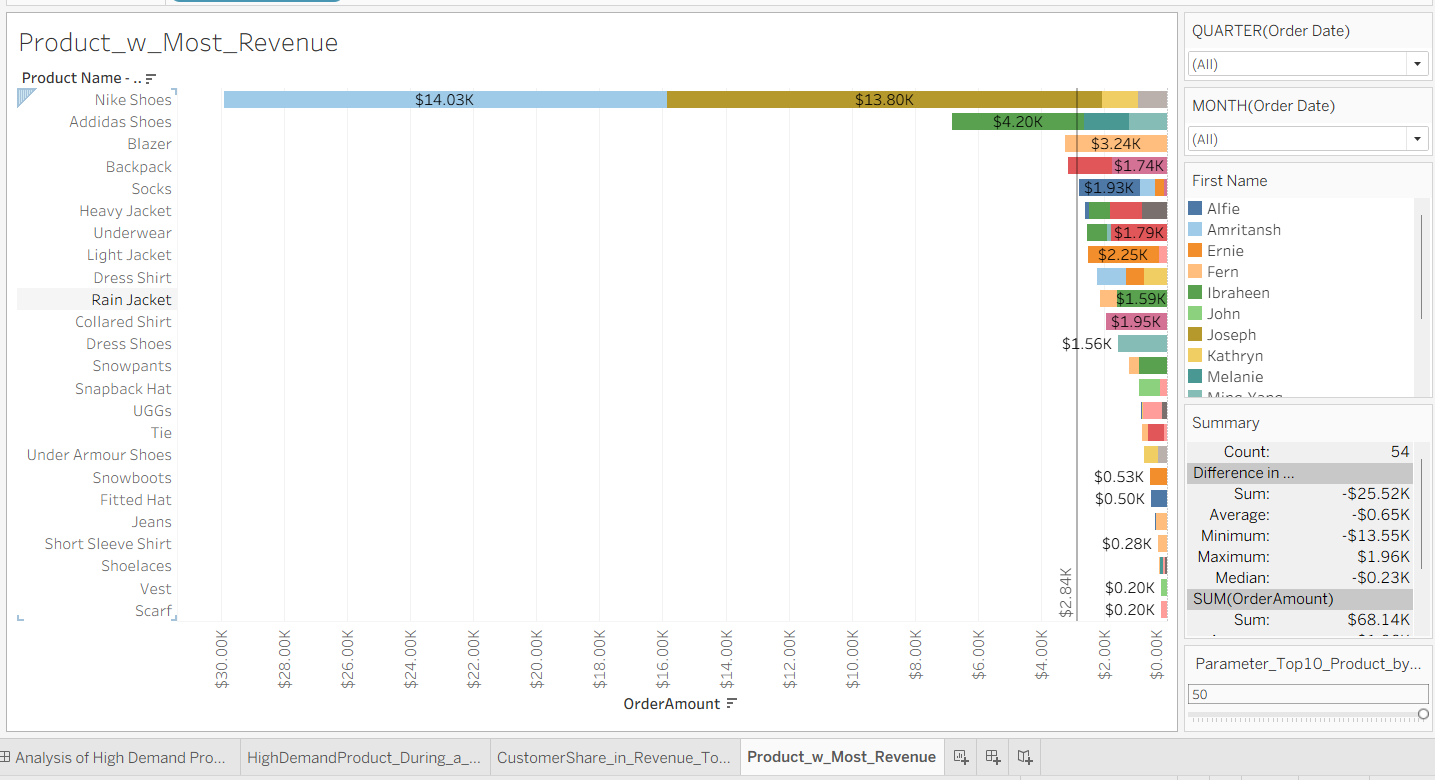 Product_w_Most_Revenue
Product Name - ..
Nike Shoes $14.03K $13.80K
Addidas Shoes $4.20K
Blazer $3.24K
Backpack $1.74K
Socks $1.93K
Heavy Jacket
Underwear $1.79K
Light Jacket $2.25K
Dress Shirt
Rain Jacket $1.59K
Collared Shirt $1.95K
Dress Shoes $1.56K
Snowpants
Snapback Hat
UGGs
Tie
Under Armour Shoes
Snowboots $0.53K
Fitted Hat $0.50K
Jeans
Short Sleeve Shirt $0.28K
Shoelaces
Vest $0.20K
Scarf $0.20K
$2.84K
$30.00K $28.00K $26.00K $24.00K $22.00K $20.00K $18.00K $16.00K $14.00K $12.00K $10.00K $8.00K $6.00K $4.00K $2.00K $0.00K
OrderAmount
QUARTER(Order Date)
(All)
MONTH(Order Date)
(All)
First Name
Alfie
Amritansh
Ernie
Fern
Ibraheen
John
Joseph
Kathryn
Melanie
Ming-Yang
Summary
Count: 54
Difference in ...
Sum: -$25.52K
Average: -$0.65K
Minimum: -$13.55K
Maximum: $1.96K
Median: -$0.23K
SUM(OrderAmount)
Sum: $68.14K
Parameter_Top10_Product_by...
50
Analysis of High Demand Pro... HighDemandProduct_During_a_... CustomerShare_in_Revenue_To... Product_w_Most_Revenue